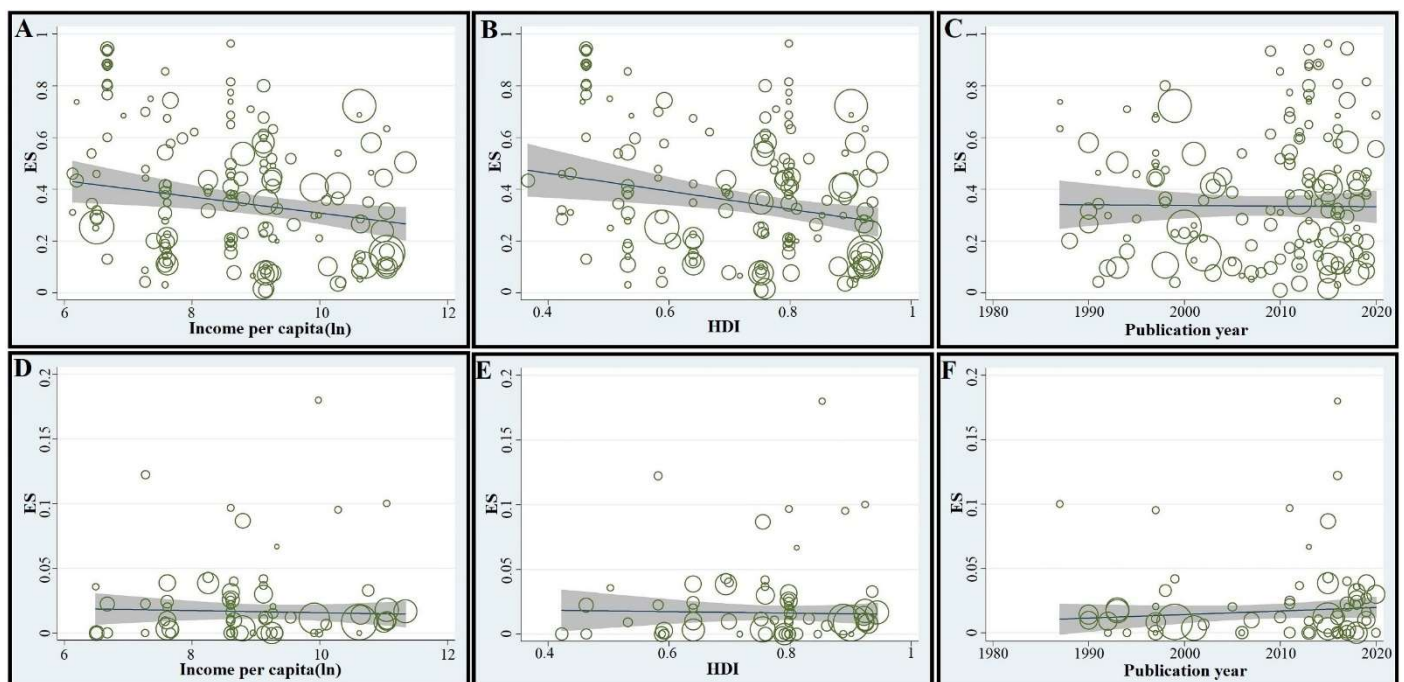 A
ES
0 0.2 0.4 0.6 0.8 1
6 8 10 12
Income per capita(ln)
B
ES
0 0.2 0.4 0.6 0.8 1
0.4 0.6 0.8 1
HDI
C
ES
0 0.2 0.4 0.6 0.8 1
1980 1990 2000 2010 2020
Publication year
D
ES
0 0.05 0.1 0.15 0.2
6 8 10 12
Income per capita(ln)
E
ES
0 0.05 0.1 0.15 0.2
0.4 0.6 0.8 1
HDI
F
ES
0 0.05 0.1 0.15 0.2
1980 1990 2000 2010 2020
Publication year